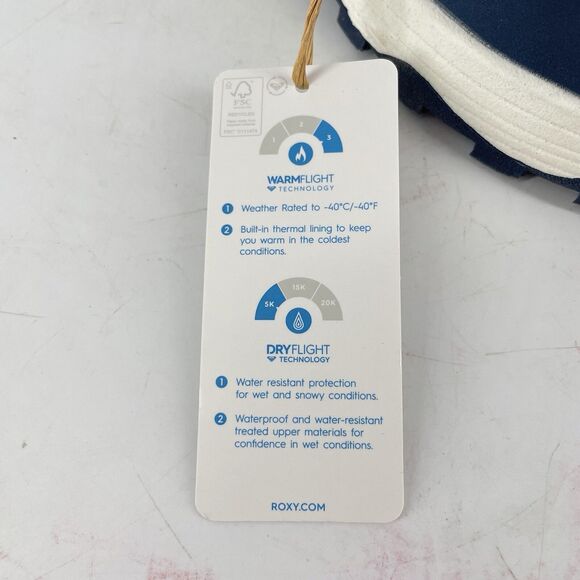 FSC
RECYCLED
1 2 3
WARMFLIGHT
TECHNOLOGY
1 Weather Rated to -40°C/-40°F
2 Built-in thermal lining to keep
you warm in the coldest
conditions.
5K 15K 20K
DRYFLIGHT
TECHNOLOGY
1 Water resistant protection
for wet and snowy conditions.
2 Waterproof and water-resistant
treated upper materials for
confidence in wet conditions.
ROXY.COM